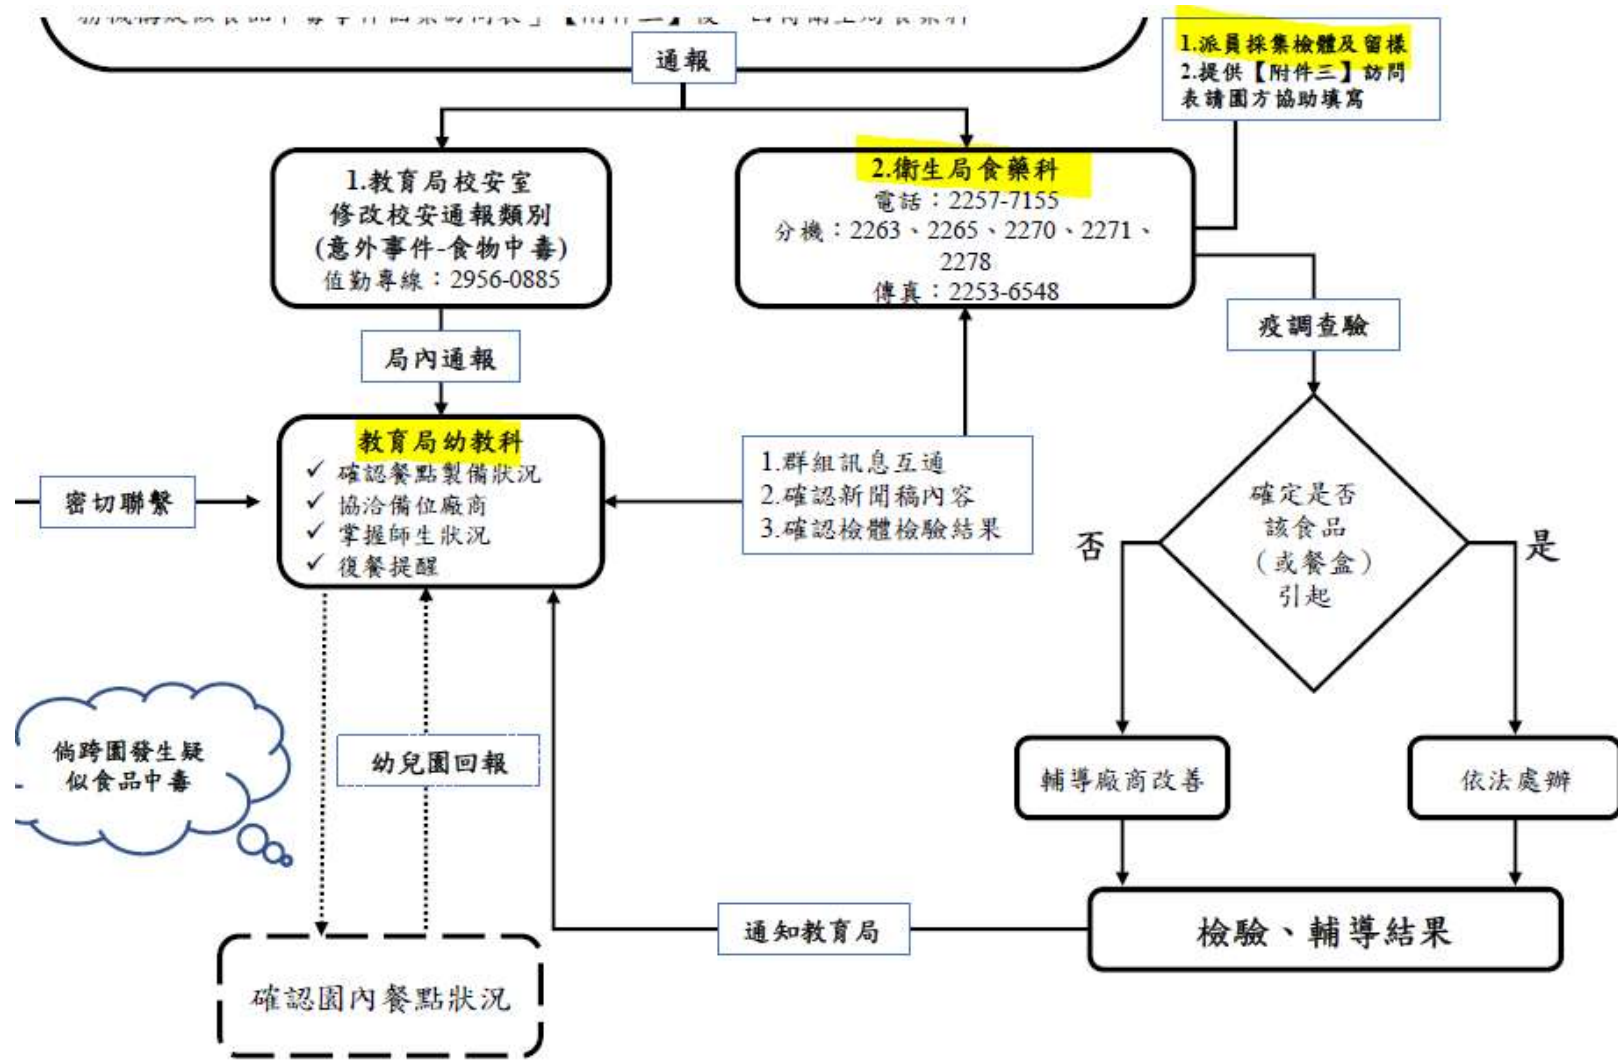 通報
1.派員採集檢體及留樣
2.提供【附件三】訪問
表請園方協助填寫
1.教育局校安室
修改校安通報類別
(意外事件-食物中毒)
值勤專線：2956-0885
2.衛生局食藥科
電話：2257-7155
分機：2263、2265、2270、2271、
2278
傳真：2253-6548
局內通報
疫調查驗
教育局幼教科
✓ 確認餐點製備狀況
✓ 協洽備位廠商
✓ 掌握師生狀況
✓ 復餐提醒
密切聯繫
1.群組訊息互通
2.確認新聞稿內容
3.確認檢體檢驗結果
確定是否
該食品
（或餐盒）
引起
否
是
倘跨園發生疑
似食品中毒
幼兒園回報
輔導廠商改善
依法處辦
通知教育局
檢驗、輔導結果
確認園內餐點狀況